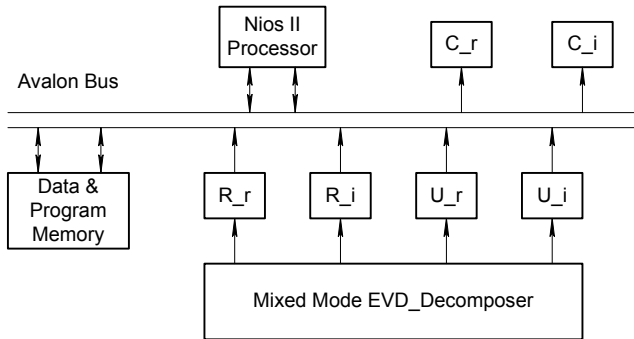 Nios II
Processor
C_r
C_i
Avalon Bus
Data &
Program
Memory
R_r
R_i
U_r
U_i
Mixed Mode EVD_Decomposer